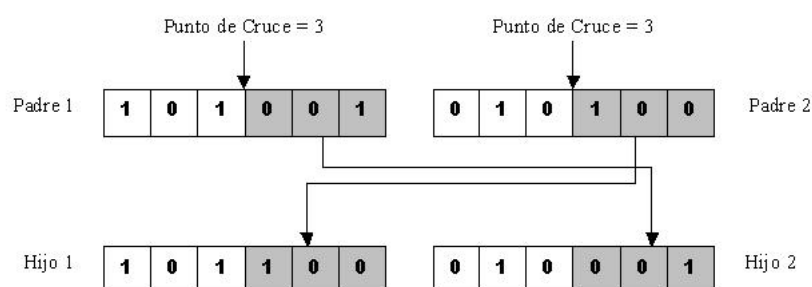 Punto de Cruce = 3 Punto de Cruce = 3
Padre 1 1 0 1 0 0 1 0 1 0 1 0 0 Padre 2
Hijo 1 1 0 1 1 0 0 0 1 0 0 0 1 Hijo 2